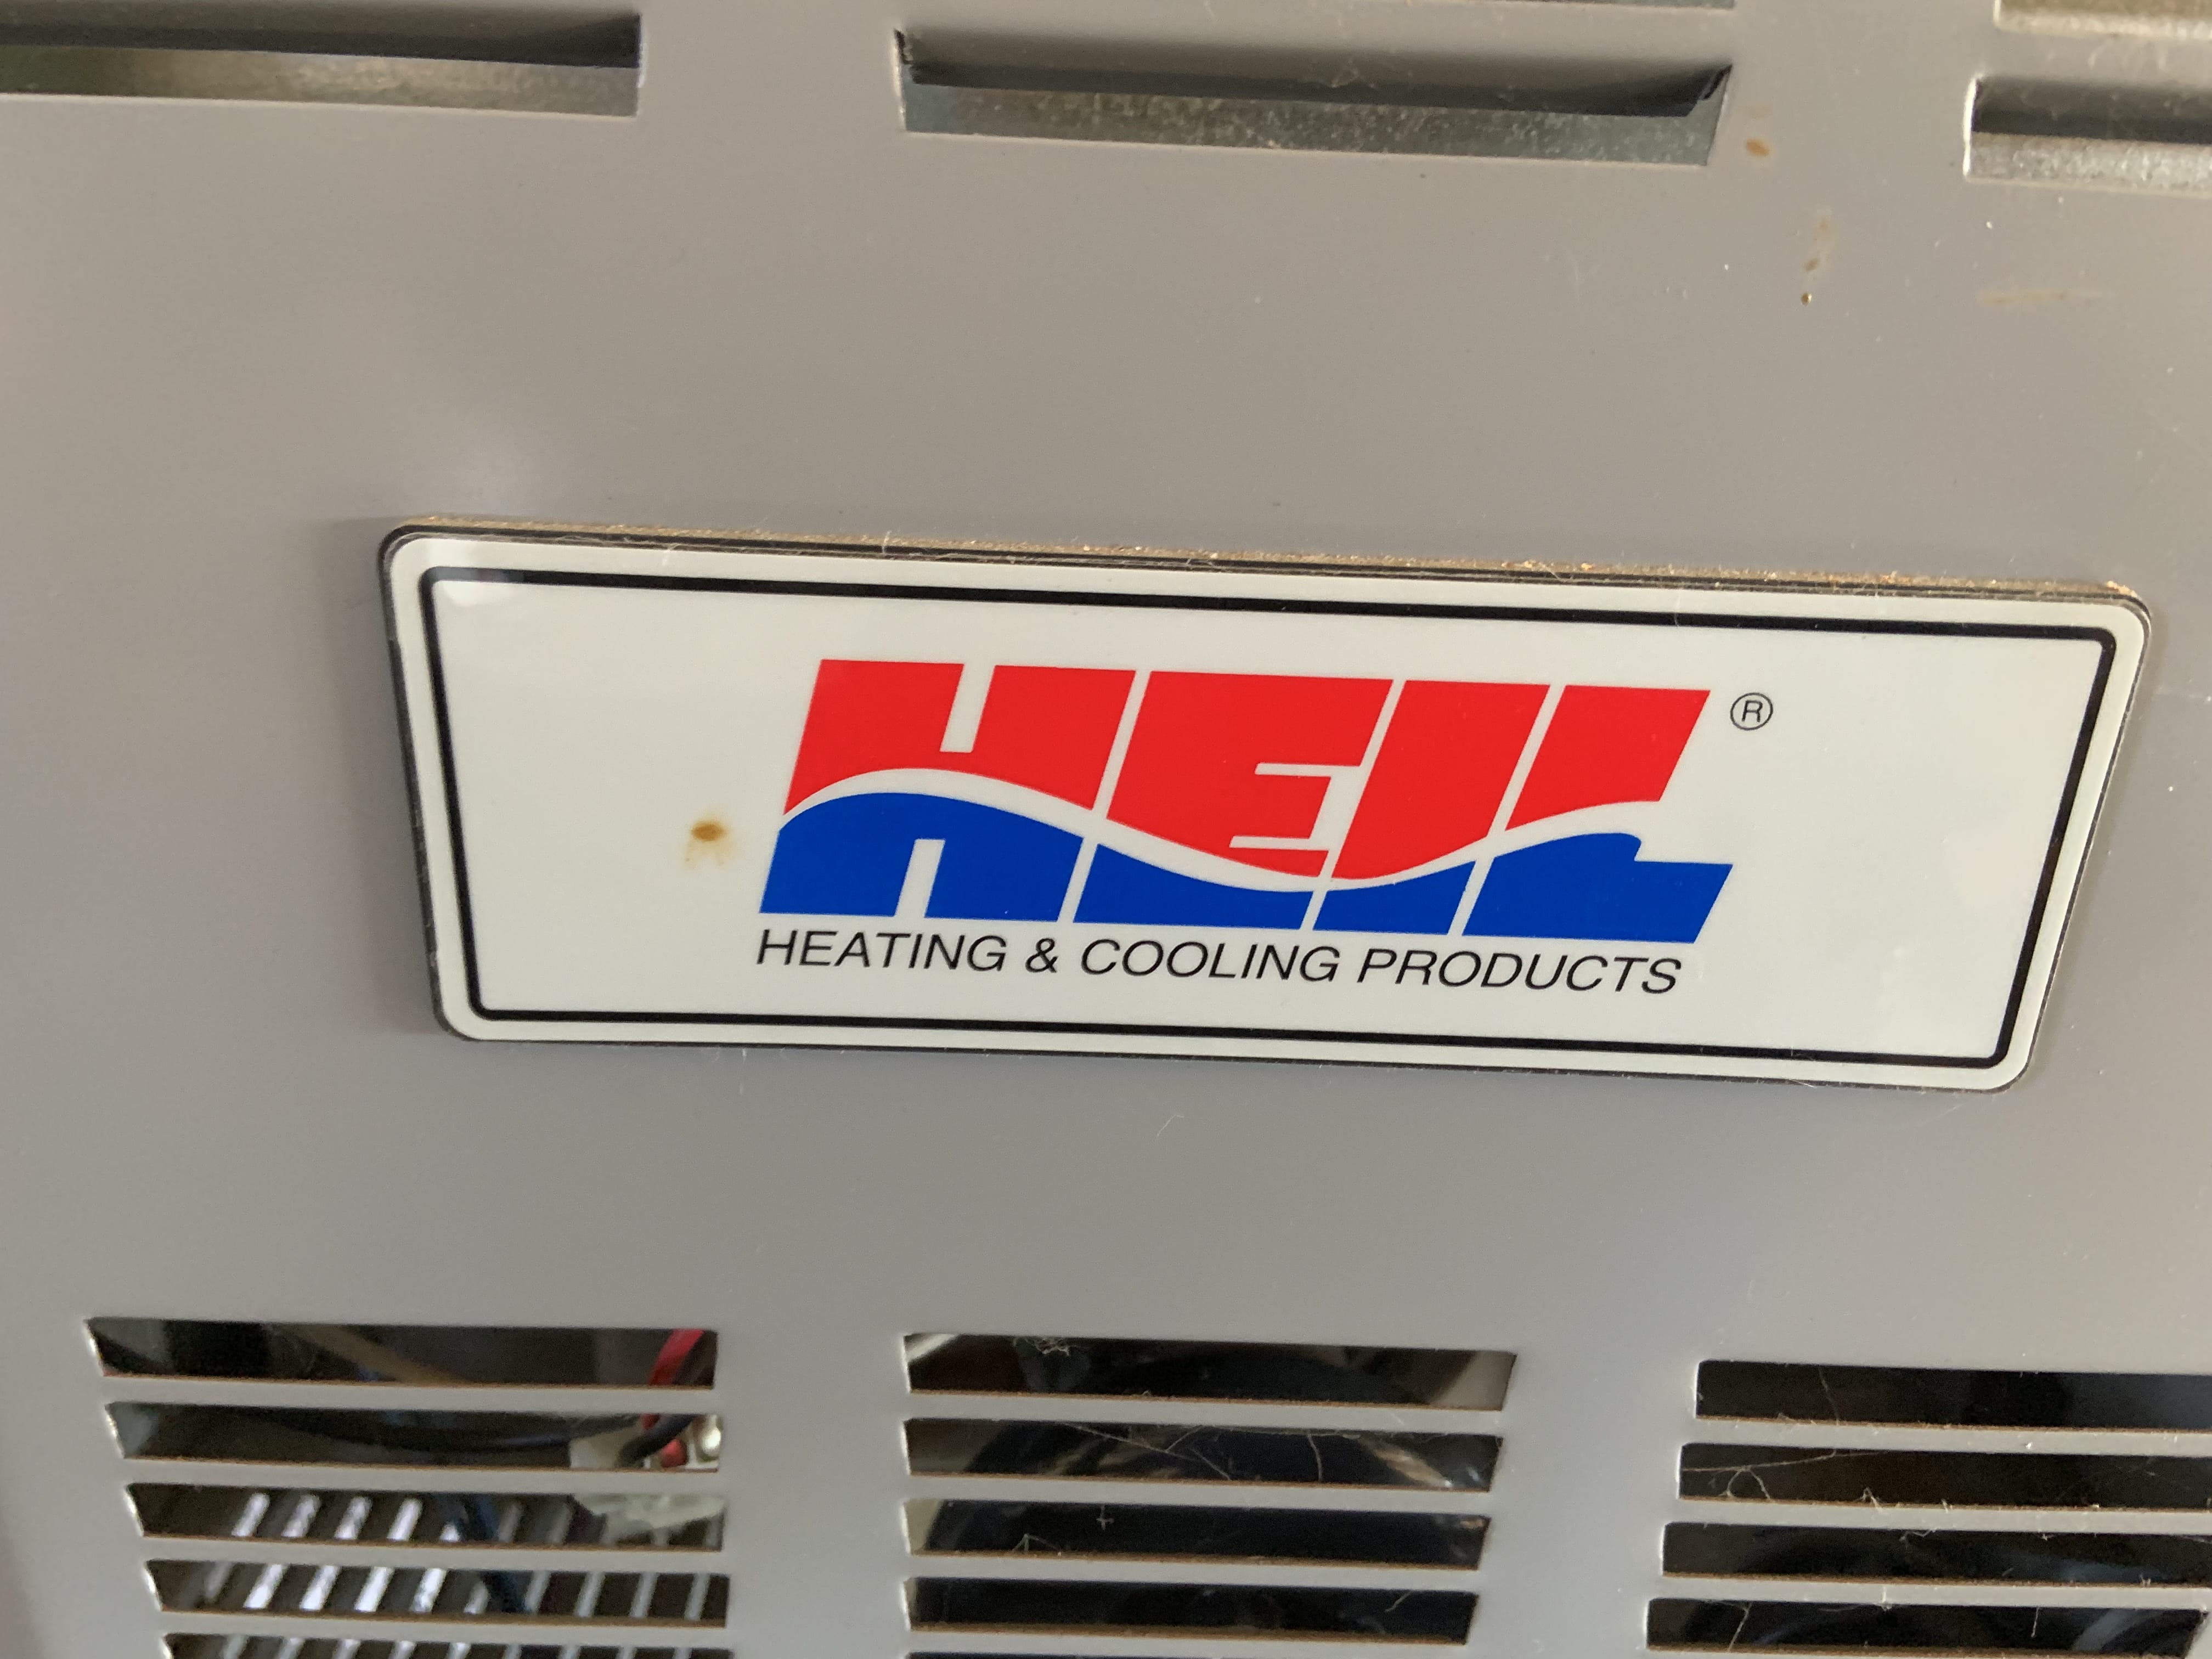 HEIL®
HEATING & COOLING PRODUCTS